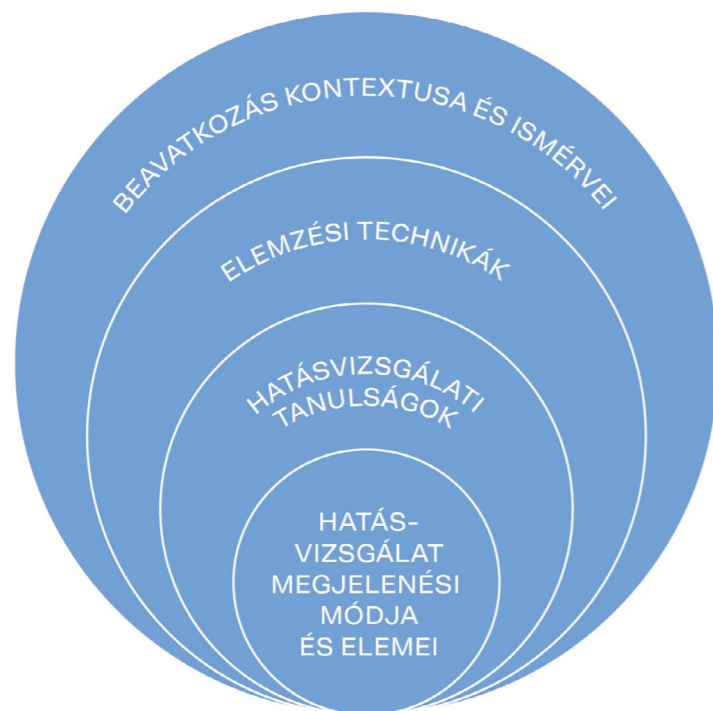 BEAVATKOZÁS KONTEXTUSA ÉS ISMÉRVEI
ELEMZÉSI TECHNIKÁK
HATÁSVIZSGÁLATI
TANULSÁGOK
HATÁS-
VIZSGÁLAT
MEGJELENÉSI
MÓDJA
ÉS ELEMEI